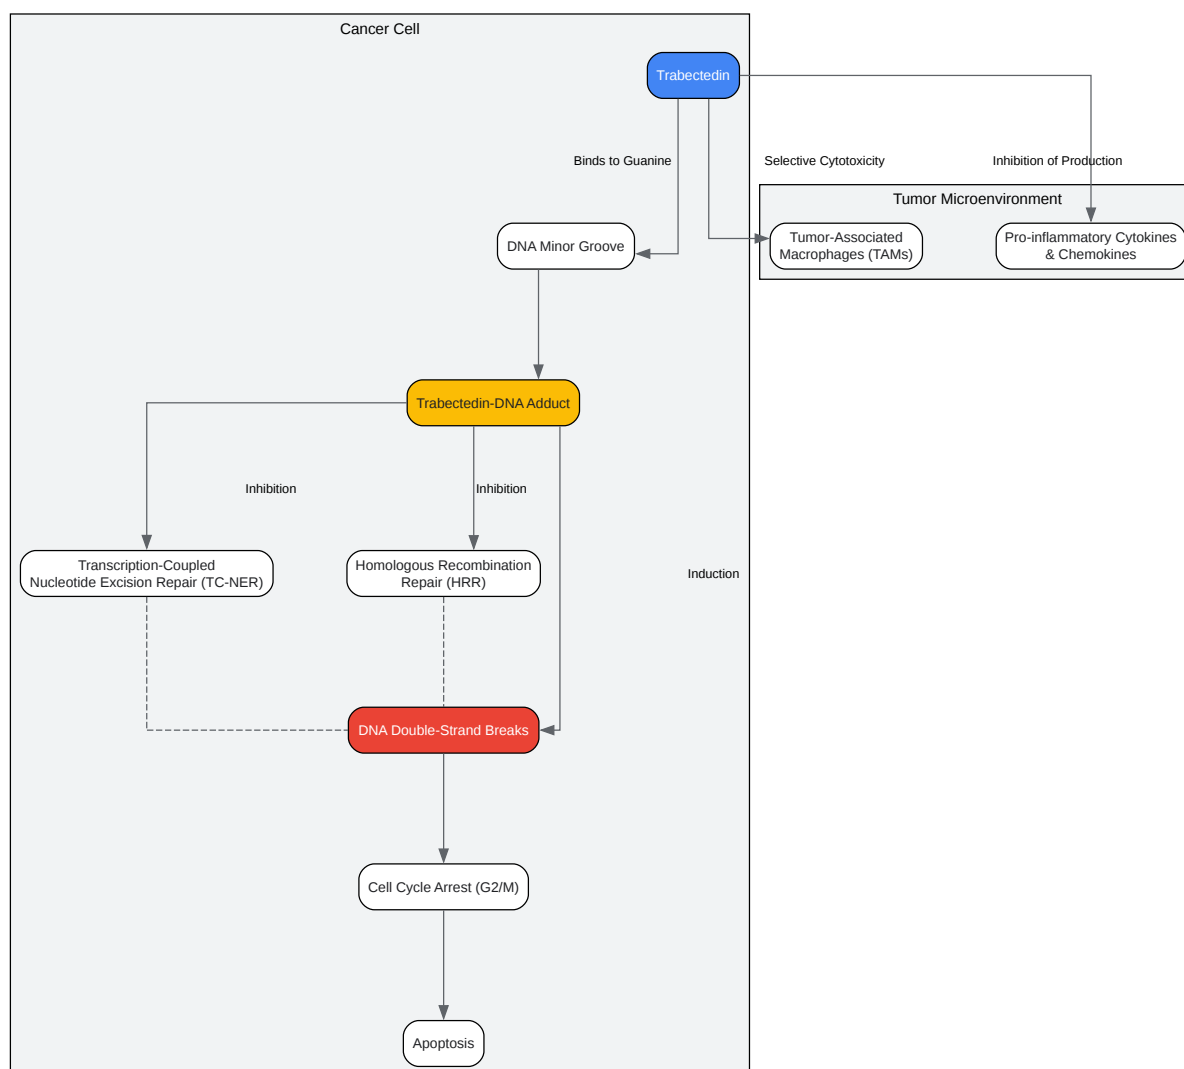 Cancer Cell
Trabectedin
Binds to Guanine
Selective Cytotoxicity
Inhibition of Production
Tumor Microenvironment
DNA Minor Groove
Tumor-Associated
Macrophages (TAMs)
Pro-inflammatory Cytokines
& Chemokines
Trabectedin-DNA Adduct
Inhibition
Inhibition
Transcription-Coupled
Nucleotide Excision Repair (TC-NER)
Homologous Recombination
Repair (HRR)
Induction
DNA Double-Strand Breaks
Cell Cycle Arrest (G2/M)
Apoptosis